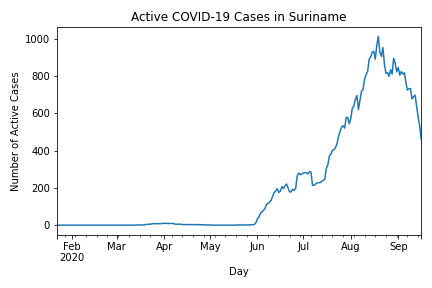 Active COVID-19 Cases in Suriname
Number of Active Cases
1000
800
600
400
200
0
Feb Mar Apr May Jun Jul Aug Sep
2020
Day